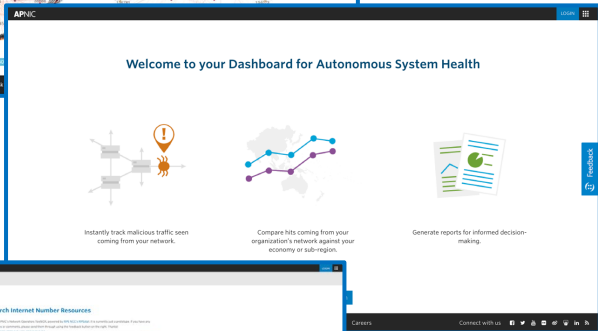 APNIC
LOGIN
Welcome to your Dashboard for Autonomous System Health
Instantly track malicious traffic seen
coming from your network.
Compare hits coming from your
organization's network against your
economy or sub-region.
Generate reports for informed decision-
making.
Feedback
rch Internet Number Resources
Careers
Connect with us